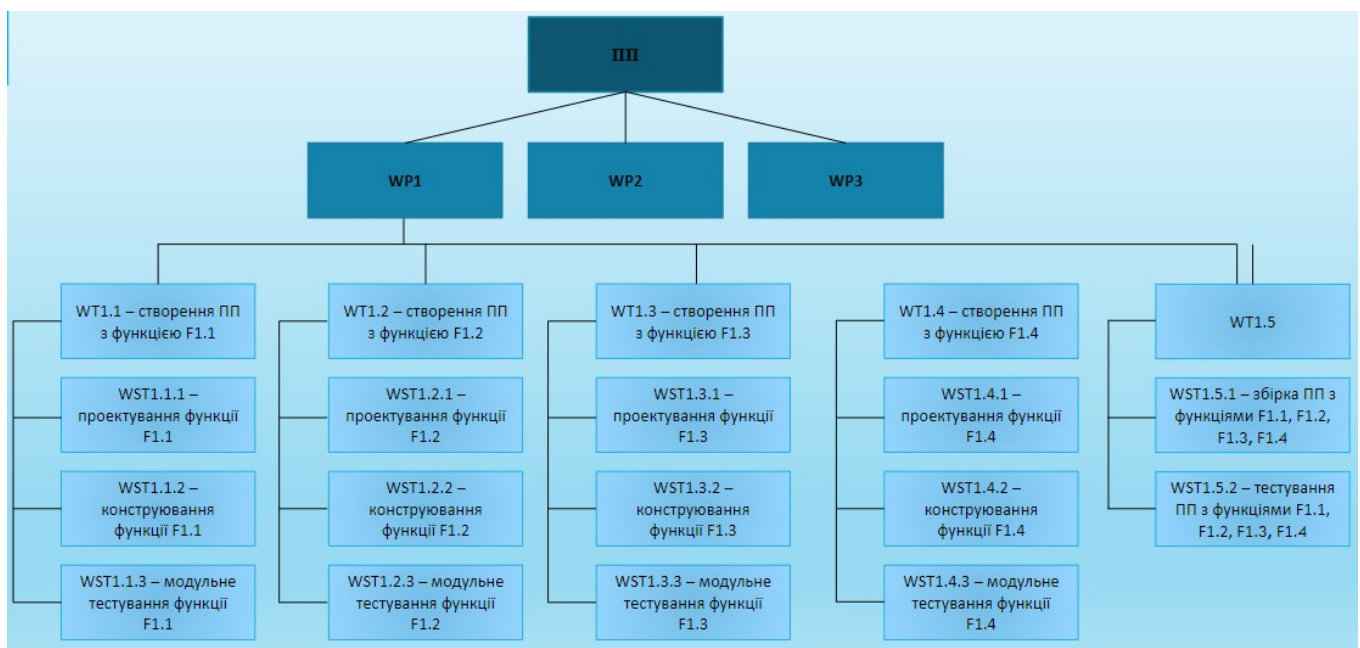 ПП
WP1
WP2
WP3
WT1.1 – створення ПП
з функцією F1.1
WST1.1.1 –
проектування функції
F1.1
WST1.1.2 –
конструювання
функції F1.1
WST1.1.3 – модульне
тестування функції
F1.1
WT1.2 – створення ПП
з функцією F1.2
WST1.2.1 –
проектування функції
F1.2
WST1.2.2 –
конструювання
функції F1.2
WST1.2.3 – модульне
тестування функції
F1.2
WT1.3 – створення ПП
з функцією F1.3
WST1.3.1 –
проектування функції
F1.3
WST1.3.2 –
конструювання
функції F1.3
WST1.3.3 – модульне
тестування функції
F1.3
WT1.4 – створення ПП
з функцією F1.4
WST1.4.1 –
проектування функції
F1.4
WST1.4.2 –
конструювання
функції F1.4
WST1.4.3 – модульне
тестування функції
F1.4
WT1.5
WST1.5.1 – збірка ПП з
функціями F1.1, F1.2,
F1.3, F1.4
WST1.5.2 – тестування
ПП з функціями F1.1,
F1.2, F1.3, F1.4